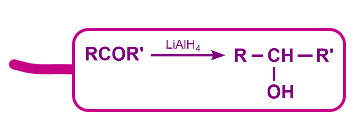 RCOR' LiAlH₄ R – CH – R'
OH